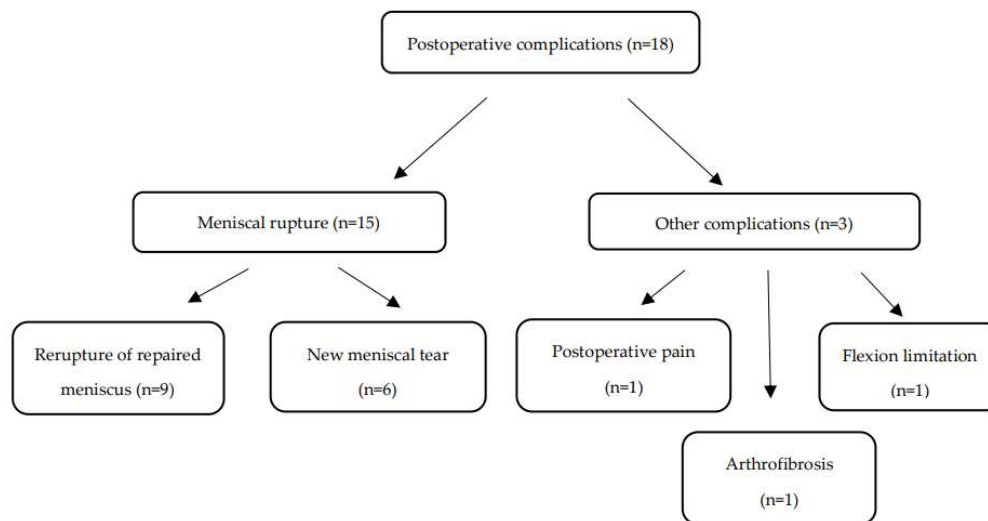 Postoperative complications (n=18)
Meniscal rupture (n=15)
Other complications (n=3)
Rerupture of repaired
meniscus (n=9)
New meniscal tear
(n=6)
Postoperative pain
(n=1)
Flexion limitation
(n=1)
Arthrofibrosis
(n=1)